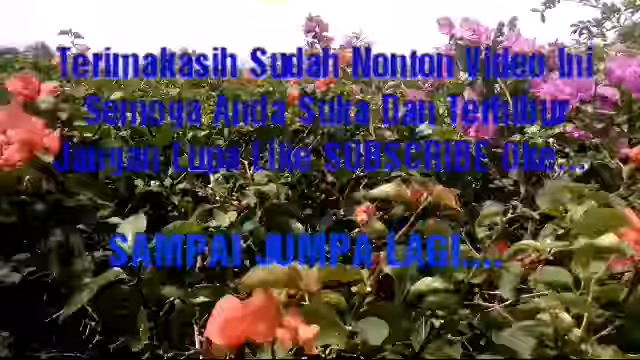 Terimakasih Sudah Nonton Video Ini
Semoga Anda Suka Dan Terhibur
Jangan Lupa Like SUBSCRIBE Oke...
SAMPAI JUMPA LAGI....